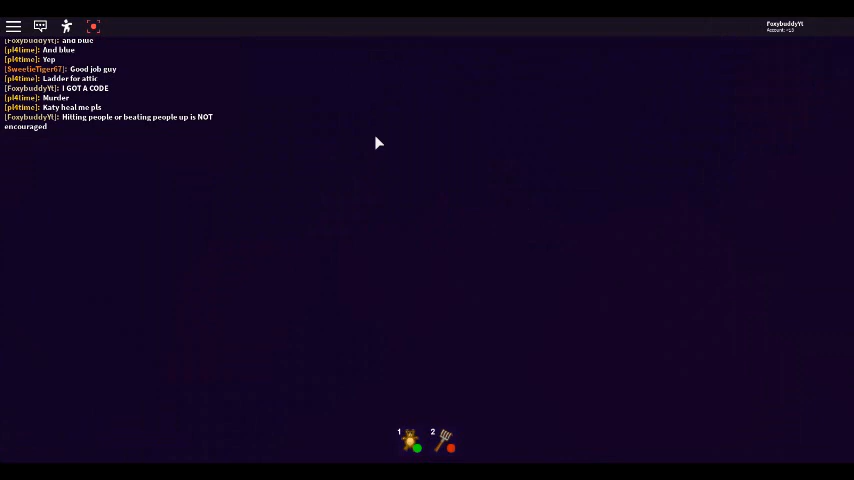 FoxybuddyYt
Account: <13
[FoxybuddyYt]: and blue
[pl4time]: And blue
[pl4time]: Yep
[SweetieTiger67]: Good job guy
[pl4time]: Ladder for attic
[FoxybuddyYt]: I GOT A CODE
[pl4time]: Murder
[pl4time]: Katy heal me pls
[FoxybuddyYt]: Hitting people or beating people up is NOT
encouraged
1
2